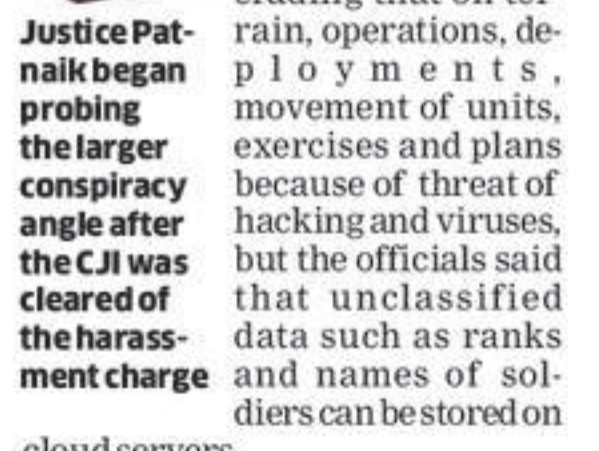 Justice Pat-
naik began
probing
the larger
conspiracy
angle after
the CJI was
cleared of
the harass-
ment charge
rain, operations, de-
ployments,
movement of units,
exercises and plans
because of threat of
hacking and viruses,
but the officials said
that unclassified
data such as ranks
and names of sol-
diers can be stored on
cloud servers